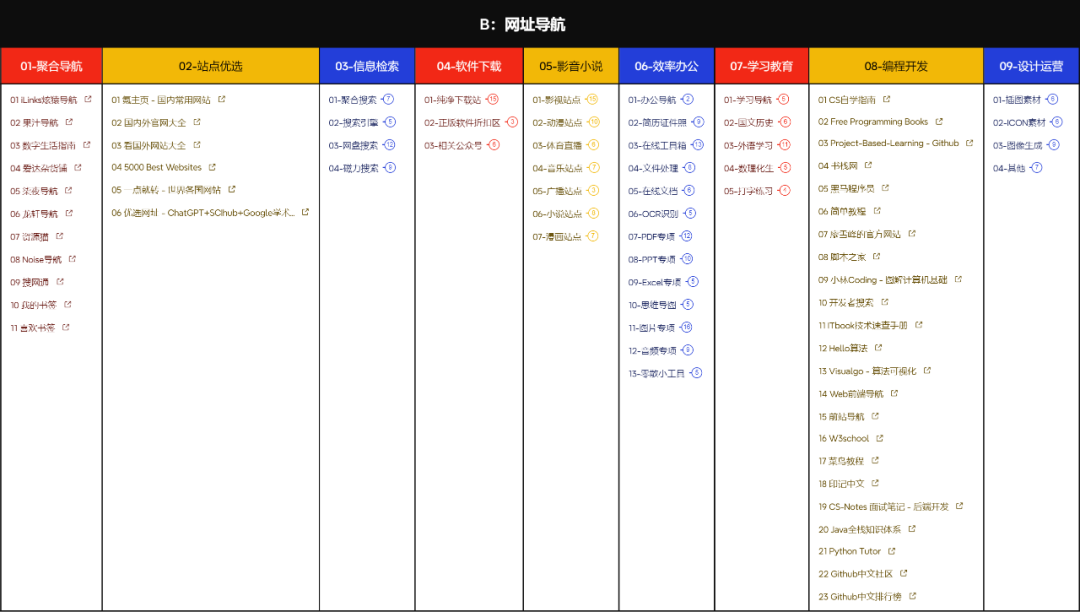 B：网址导航
01-聚合导航
01 iLinks炫猿导航
02 果汁导航
03 数字生活指南
04 爱达杂货铺
05 柒夜导航
06 龙轩导航
07 资源猫
08 Noise导航
09 搜网通
10 我的书签
11 喜欢书签
02-站点优选
01 氪主页 - 国内常用网站
02 国内外官网大全
03 看国外网站大全
04 5000 Best Websites
05 一点就转 - 世界各国网站
06 优选网址 - ChatGPT+SCIhub+Google学术...
03-信息检索
01-聚合搜索 7
02-搜索引擎 5
03-网盘搜索 12
04-磁力搜索 8
04-软件下载
01-纯净下载站 15
02-正版软件折扣区 3
03-相关公众号 6
05-影音小说
01-影视站点 15
02-动漫站点 10
03-体育直播 6
04-音乐站点 7
05-广播站点 3
06-小说站点 8
07-漫画站点 7
06-效率办公
01-办公导航 2
02-简历证件照 9
03-在线工具箱 13
04-文件处理 6
05-在线文档 6
06-OCR识别 5
07-PDF专项 12
08-PPT专项 10
09-Excel专项 5
10-思维导图 5
11-图片专项 16
12-音频专项 9
13-零散小工具 5
07-学习教育
01-学习导航 6
02-国文历史 6
03-外语学习 11
04-数理化生 5
05-打字练习 4
08-编程开发
01 CS自学指南
02 Free Programming Books
03 Project-Based-Learning - Github
04 书栈网
05 黑马程序员
06 简单教程
07 廖雪峰的官方网站
08 脚本之家
09 小林Coding - 图解计算机基础
10 开发者搜索
11 ITbook技术速查手册
12 Hello算法
13 Visualgo - 算法可视化
14 Web前端导航
15 前站导航
16 W3school
17 菜鸟教程
18 印记中文
19 CS-Notes 面试笔记 - 后端开发
20 Java全栈知识体系
21 Python Tutor
22 Github中文社区
23 Github中文排行榜
09-设计运营
01-插图素材 6
02-ICON素材 6
03-图像生成 9
04-其他 7